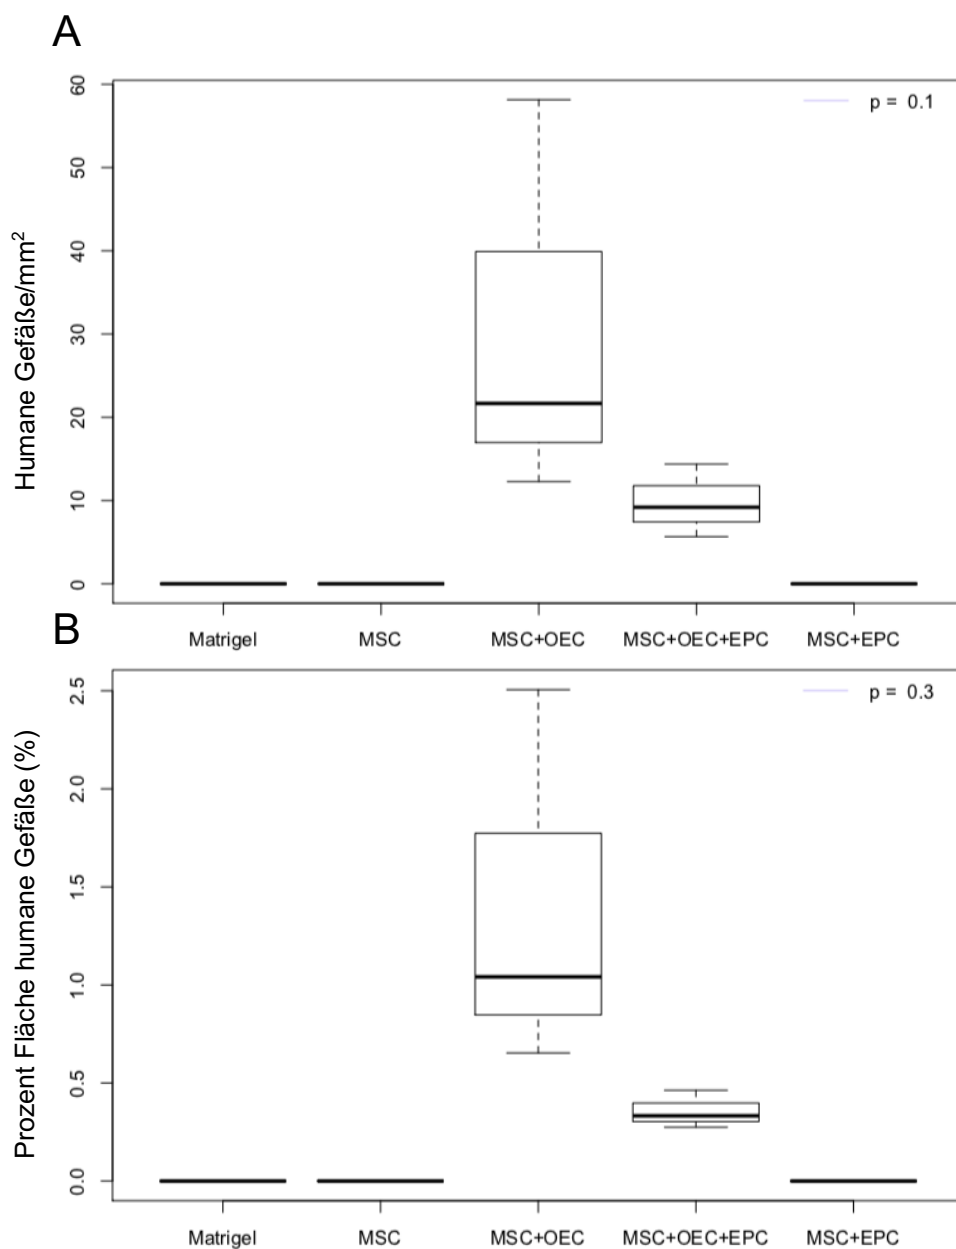 A
Humane Gefäße/mm²
60
50
40
30
20
10
0
p = 0.1
Matrigel MSC MSC+OEC MSC+OEC+EPC MSC+EPC
B
Prozent Fläche humane Gefäße (%)
2.5
2.0
1.5
1.0
0.5
0.0
p = 0.3
Matrigel MSC MSC+OEC MSC+OEC+EPC MSC+EPC